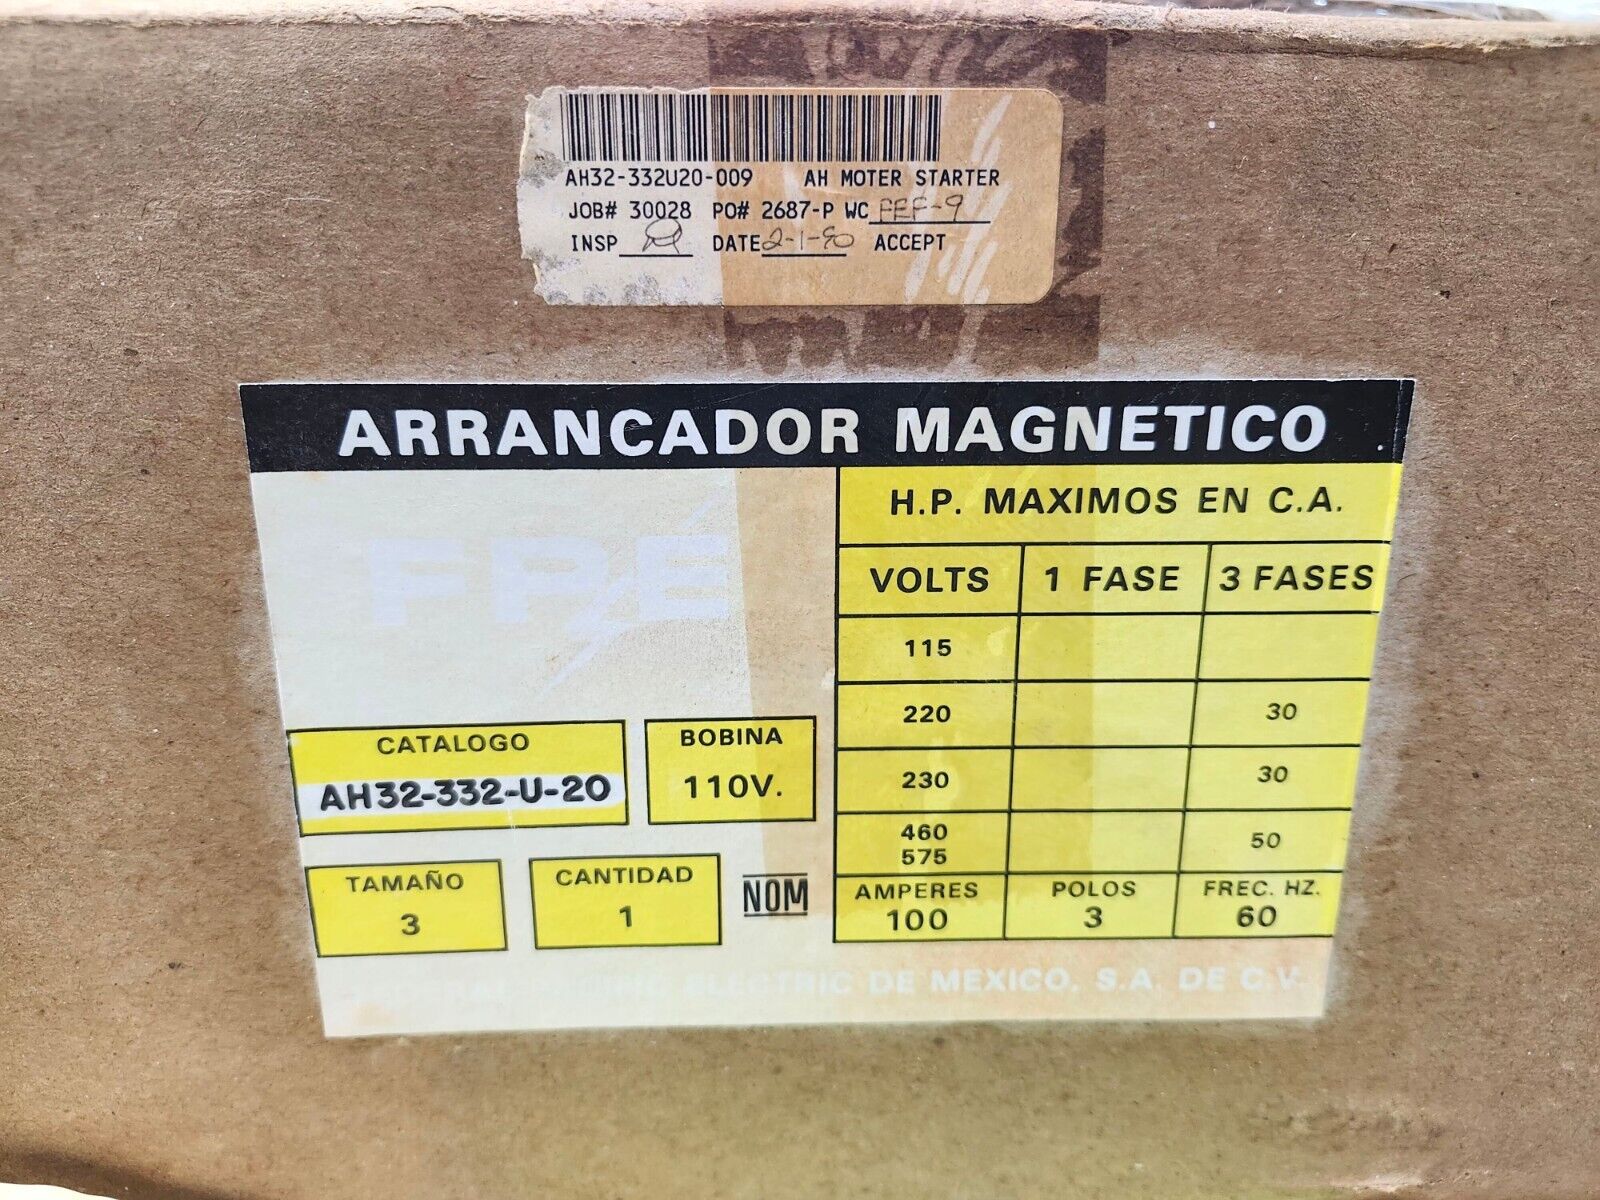 AH32-332U20-009 AH MOTER STARTER
JOB# 30028 PO# 2687-P WC FEF-9
INSP DATE 2-1-90 ACCEPT
ARRANCADOR MAGNETICO
FPE
CATALOGO
AH32-332-U-20
BOBINA
110V.
TAMAÑO
3
CANTIDAD
1
NOM
H.P. MAXIMOS EN C.A.
VOLTS 1 FASE 3 FASES
115
220 30
230 30
460
575 50
AMPERES POLOS FREC. HZ.
100 3 60
FEDERAL PACIFIC ELECTRIC DE MEXICO, S.A. DE C.V.